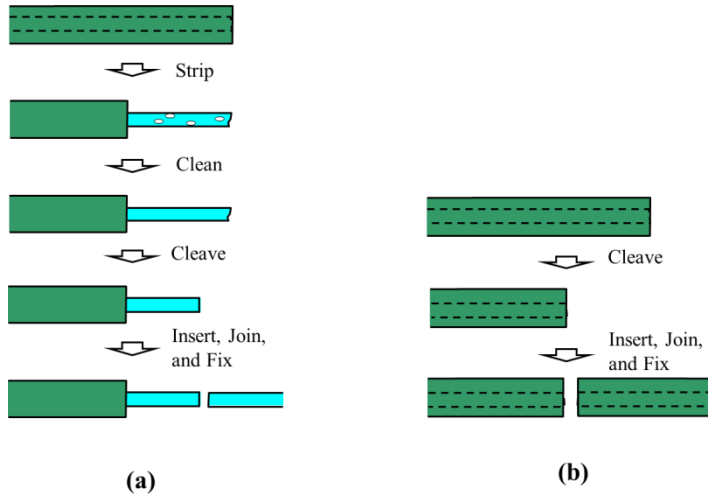 Strip
Clean
Cleave
Insert, Join,
and Fix
(a)
Cleave
Insert, Join,
and Fix
(b)